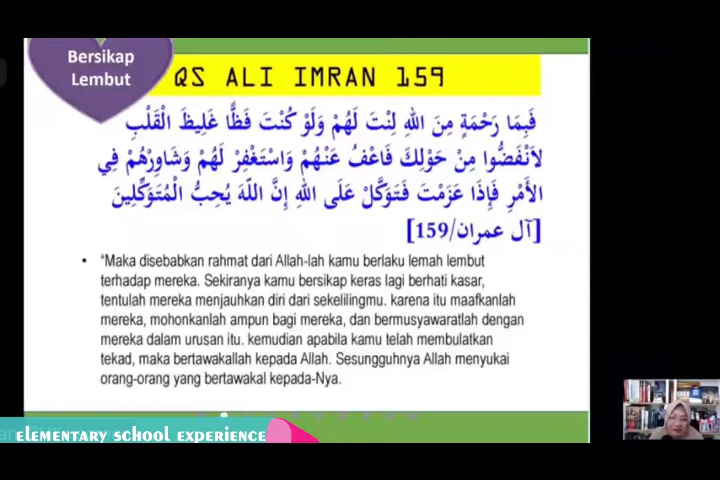 Bersikap
Lembut
QS ALI IMRAN 159
فَبِمَا رَحْمَةٍ مِنَ اللهِ لِنْتَ لَهُمْ وَلَوْ كُنْتَ فَظًّا غَلِيظَ الْقَلْبِ
لاَنْفَضُّوا مِنْ حَوْلِكَ فَاعْفُ عَنْهُمْ وَاسْتَغْفِرْ لَهُمْ وَشَاوِرْهُمْ فِي
الأَمْرِ فَإِذَا عَزَمْتَ فَتَوَكَّلْ عَلَى اللهِ إِنَّ اللَّهَ يُحِبُّ الْمُتَوَكِّلِينَ
[آل عمران/159]
• “Maka disebabkan rahmat dari Allah-lah kamu berlaku lemah lembut
terhadap mereka. Sekiranya kamu bersikap keras lagi berhati kasar,
tentulah mereka menjauhkan diri dari sekelilingmu. karena itu maafkanlah
mereka, mohonkanlah ampun bagi mereka, dan bermusyawaratlah dengan
mereka dalam urusan itu. kemudian apabila kamu telah membulatkan
tekad, maka bertawakallah kepada Allah. Sesungguhnya Allah menyukai
orang-orang yang bertawakal kepada-Nya.
ELEMENTARY SCHOOL EXPERIENCE